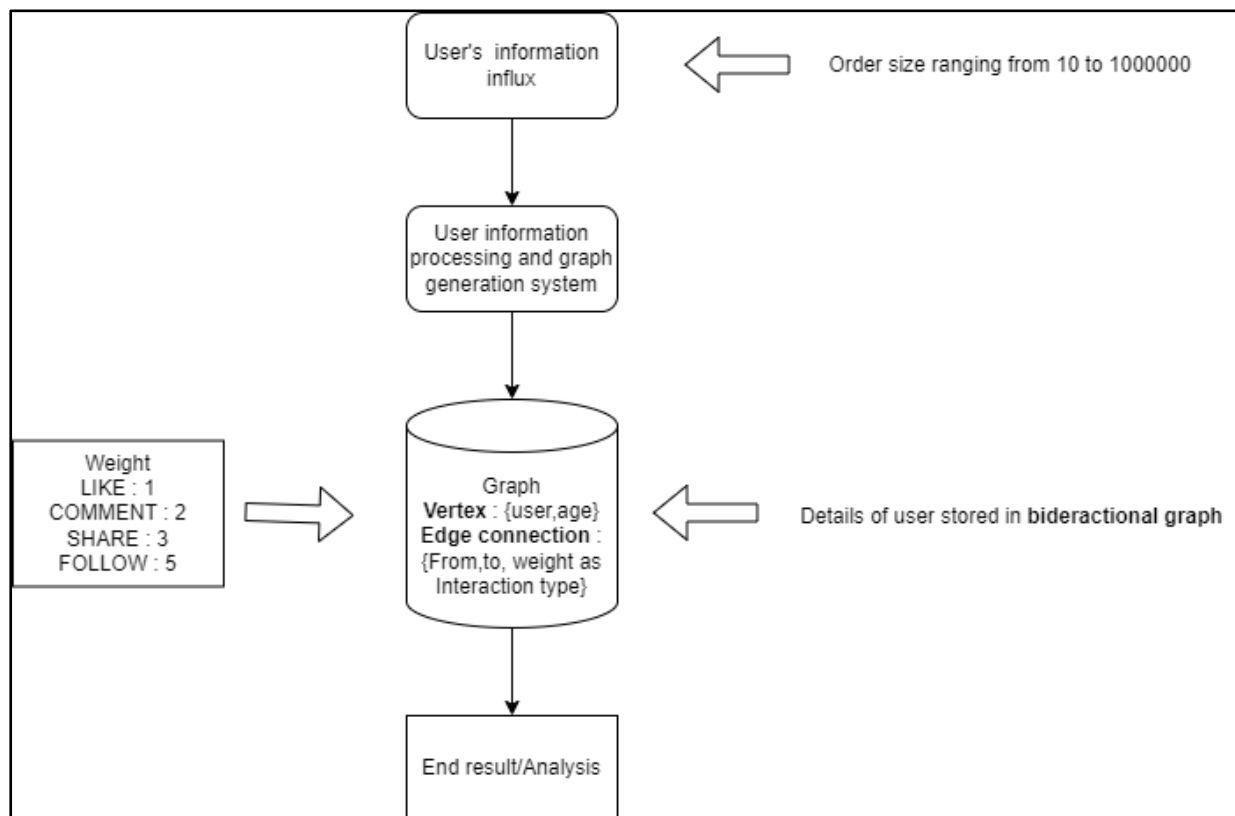 User's information
influx
Order size ranging from 10 to 1000000
User information
processing and graph
generation system
Weight
LIKE : 1
COMMENT : 2
SHARE : 3
FOLLOW : 5
Graph
Vertex : {user,age}
Edge connection :
{From,to, weight as
Interaction type}
Details of user stored in bideractional graph
End result/Analysis